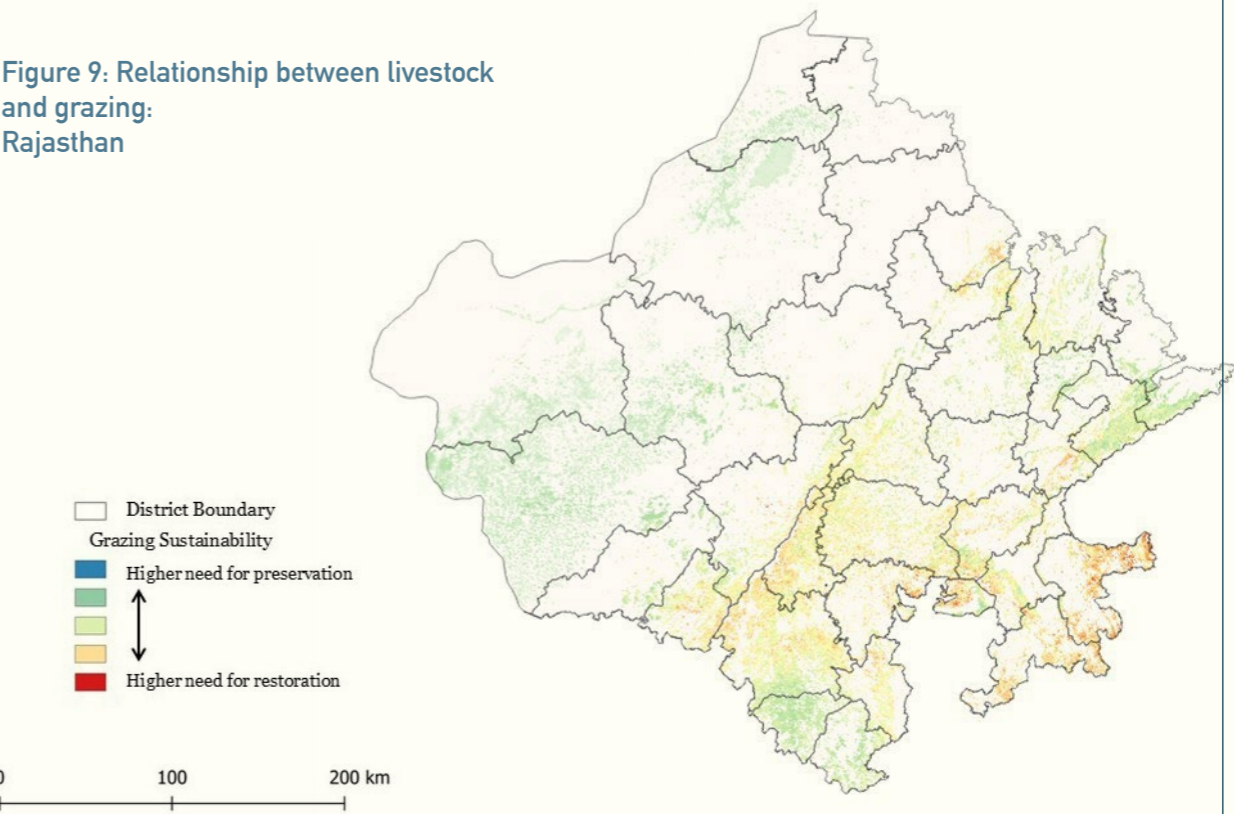 Figure 9: Relationship between livestock
and grazing:
Rajasthan
District Boundary
Grazing Sustainability
Higher need for preservation
Higher need for restoration
0 100 200 km